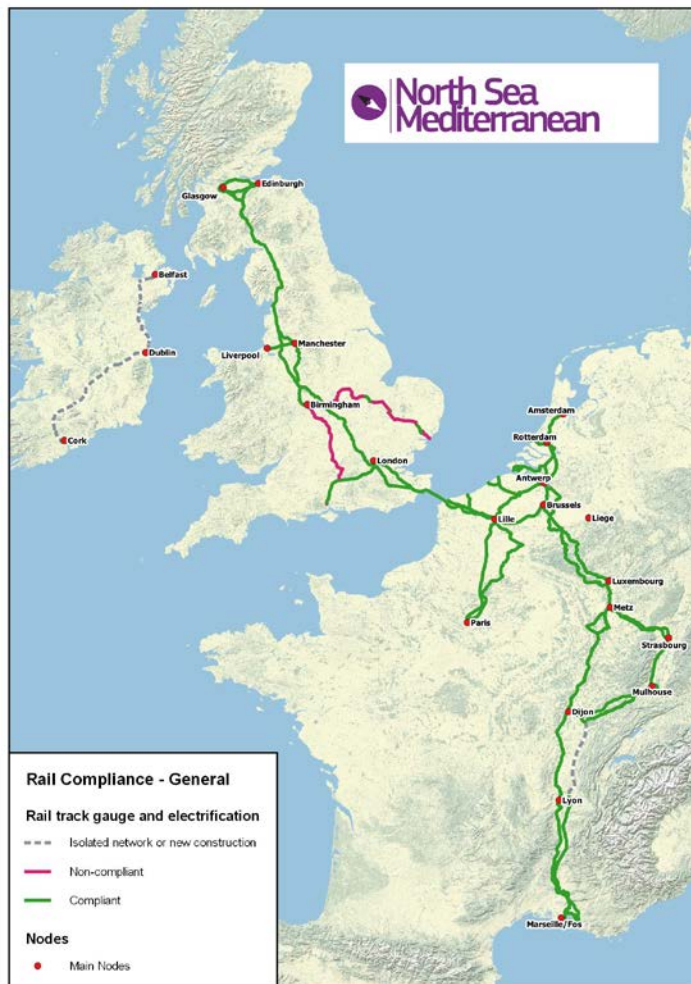 North Sea
Mediterranean
Edinburgh
Glasgow
Belfast
Dublin
Manchester
Liverpool
Birmingham
Amsterdam
Cork
Rotterdam
London
Antwerp
Brussels
Lille
Liege
Luxembourg
Metz
Paris
Strasbourg
Mulhouse
Dijon
Lyon
Marseille/Fos
Rail Compliance - General
Rail track gauge and electrification
Isolated network or new construction
Non-compliant
Compliant
Nodes
Main Nodes